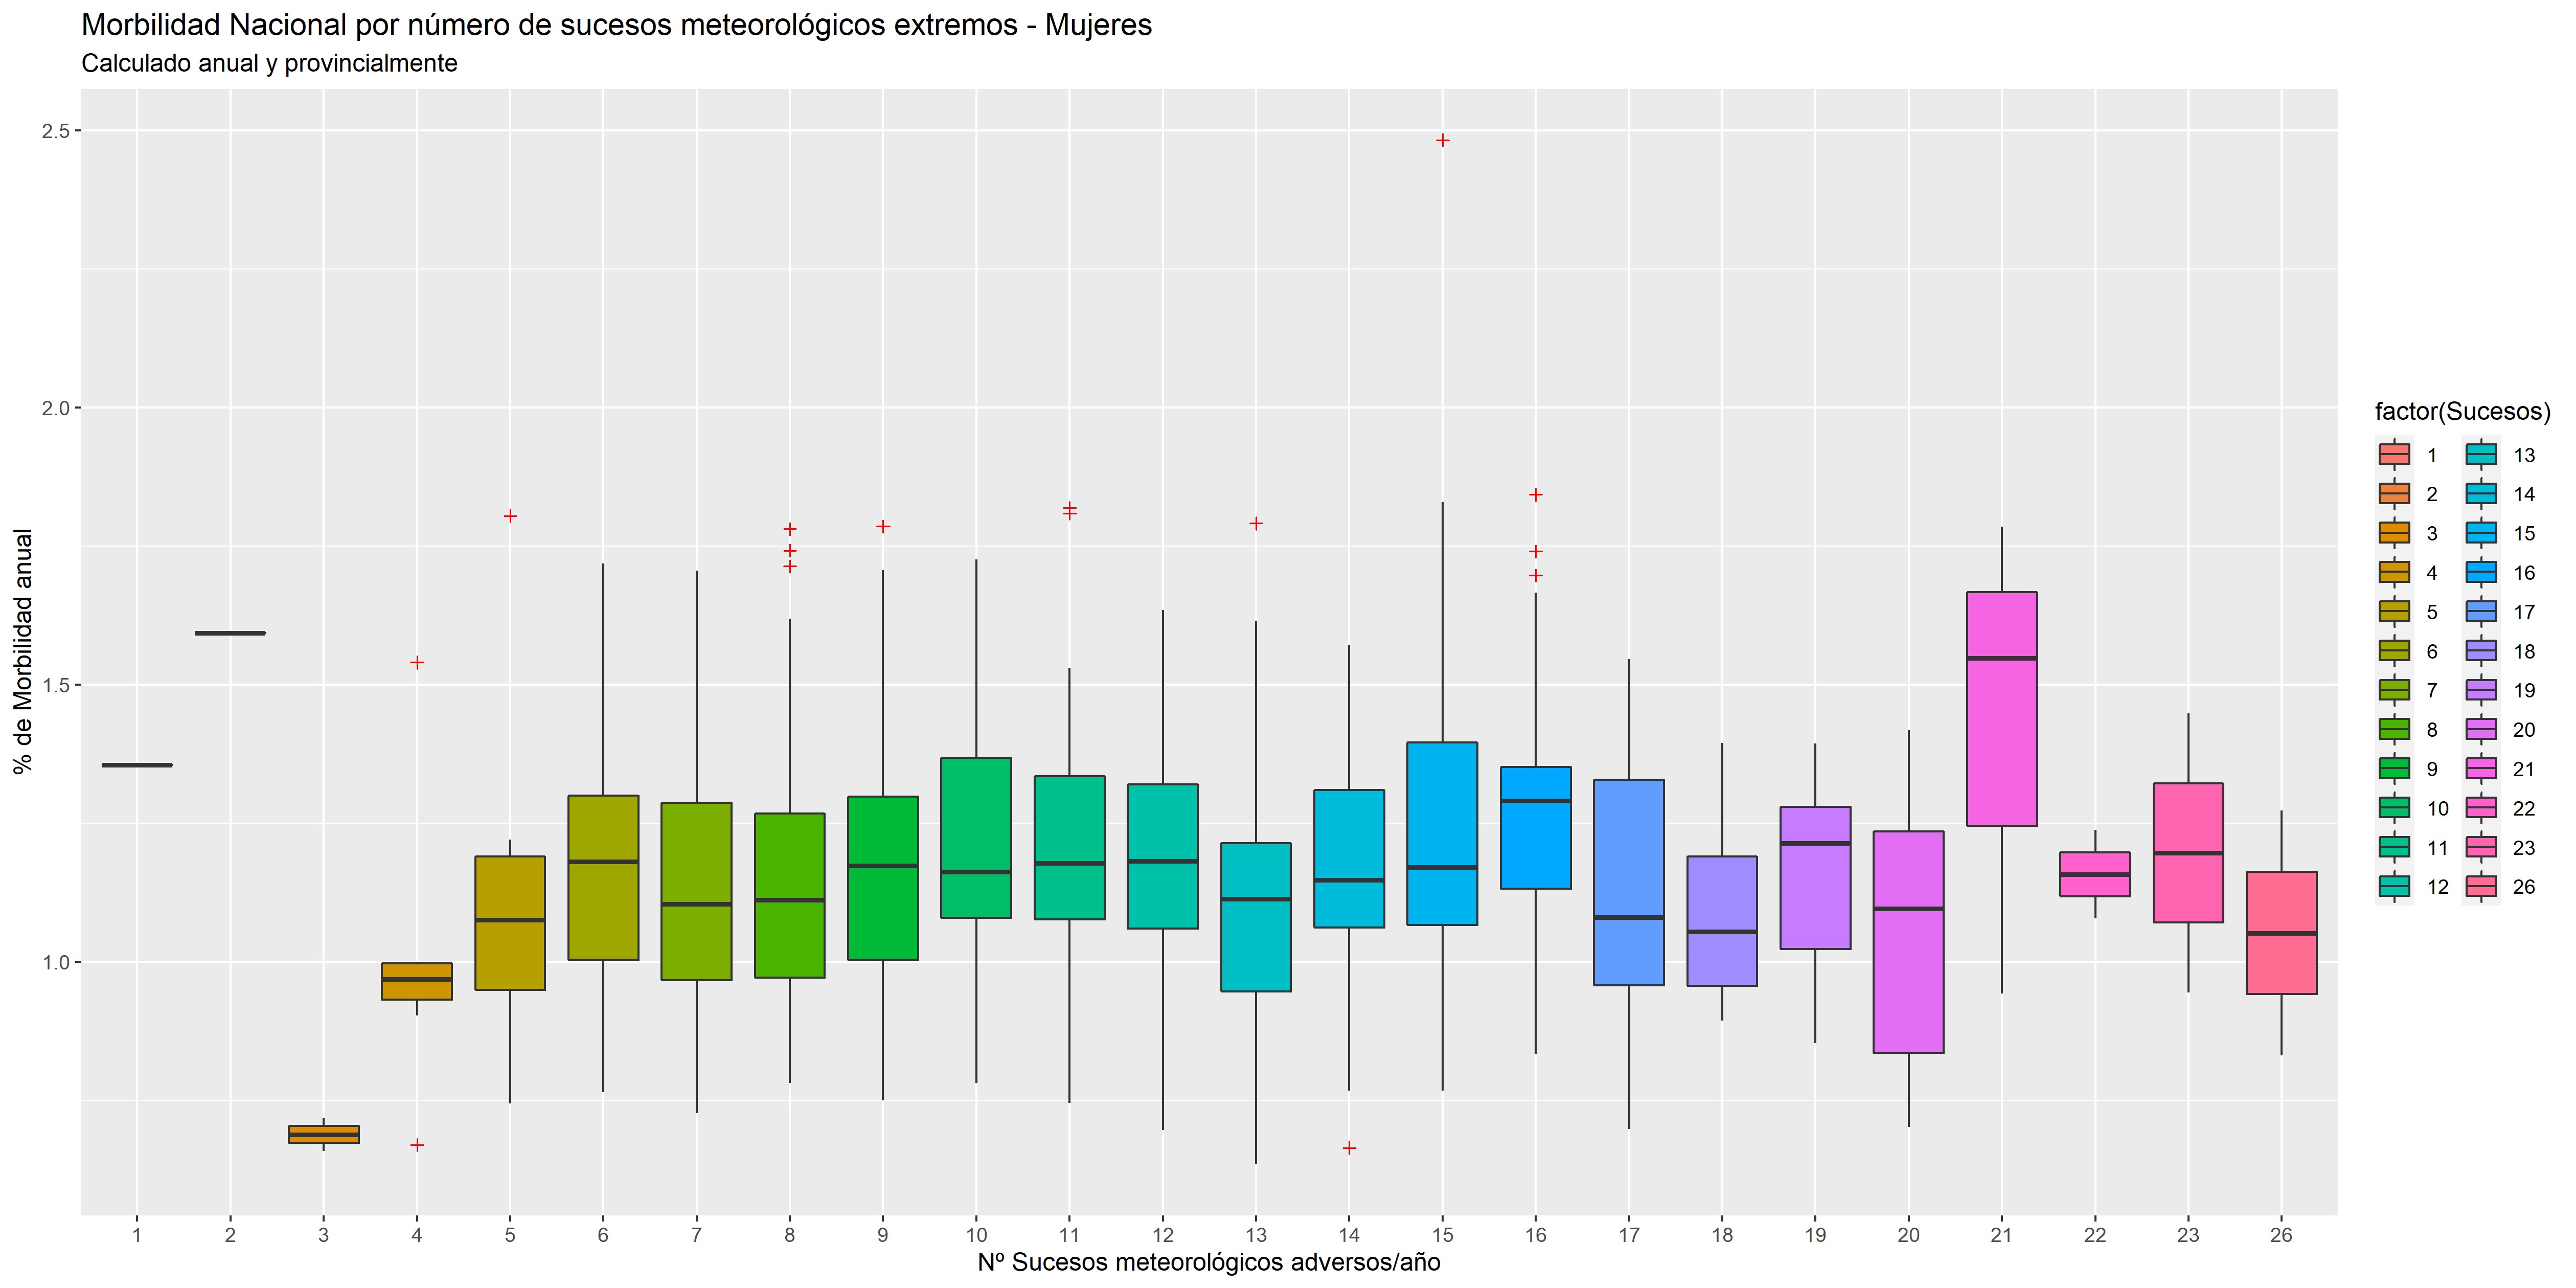 Morbilidad Nacional por número de sucesos meteorológicos extremos - Mujeres
Calculado anual y provincialmente
% de Morbilidad anual
2.5
2.0
1.5
1.0
1 2 3 4 5 6 7 8 9 10 11 12 13 14 15 16 17 18 19 20 21 22 23 26
Nº Sucesos meteorológicos adversos/año
factor(Sucesos)
1 13
2 14
3 15
4 16
5 17
6 18
7 19
8 20
9 21
10 22
11 23
12 26